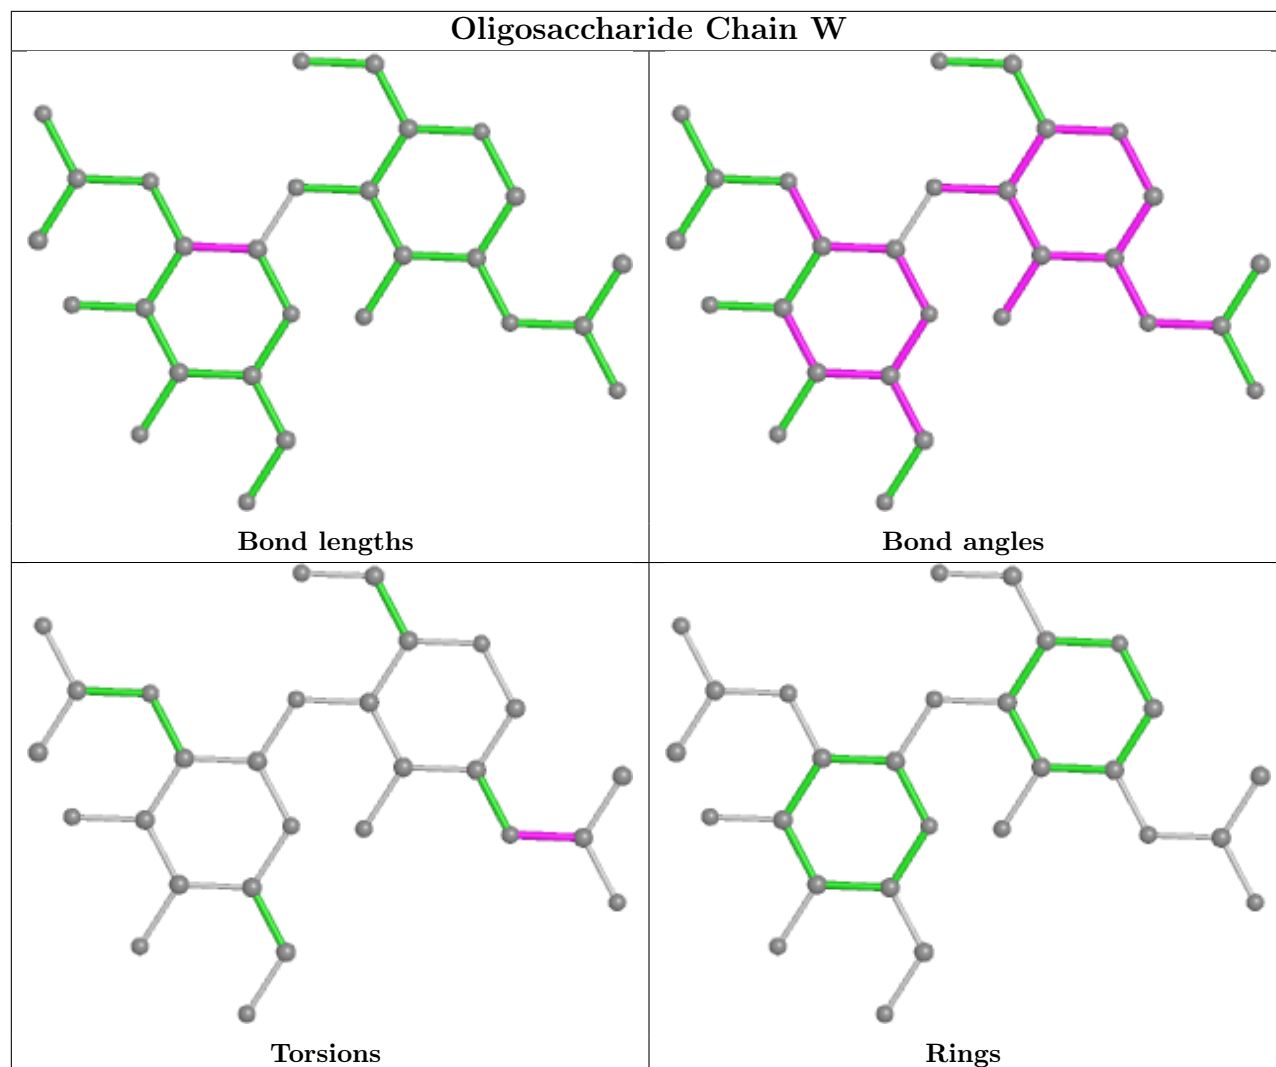 Oligosaccharide Chain W
Bond lengths
Bond angles
Torsions
Rings